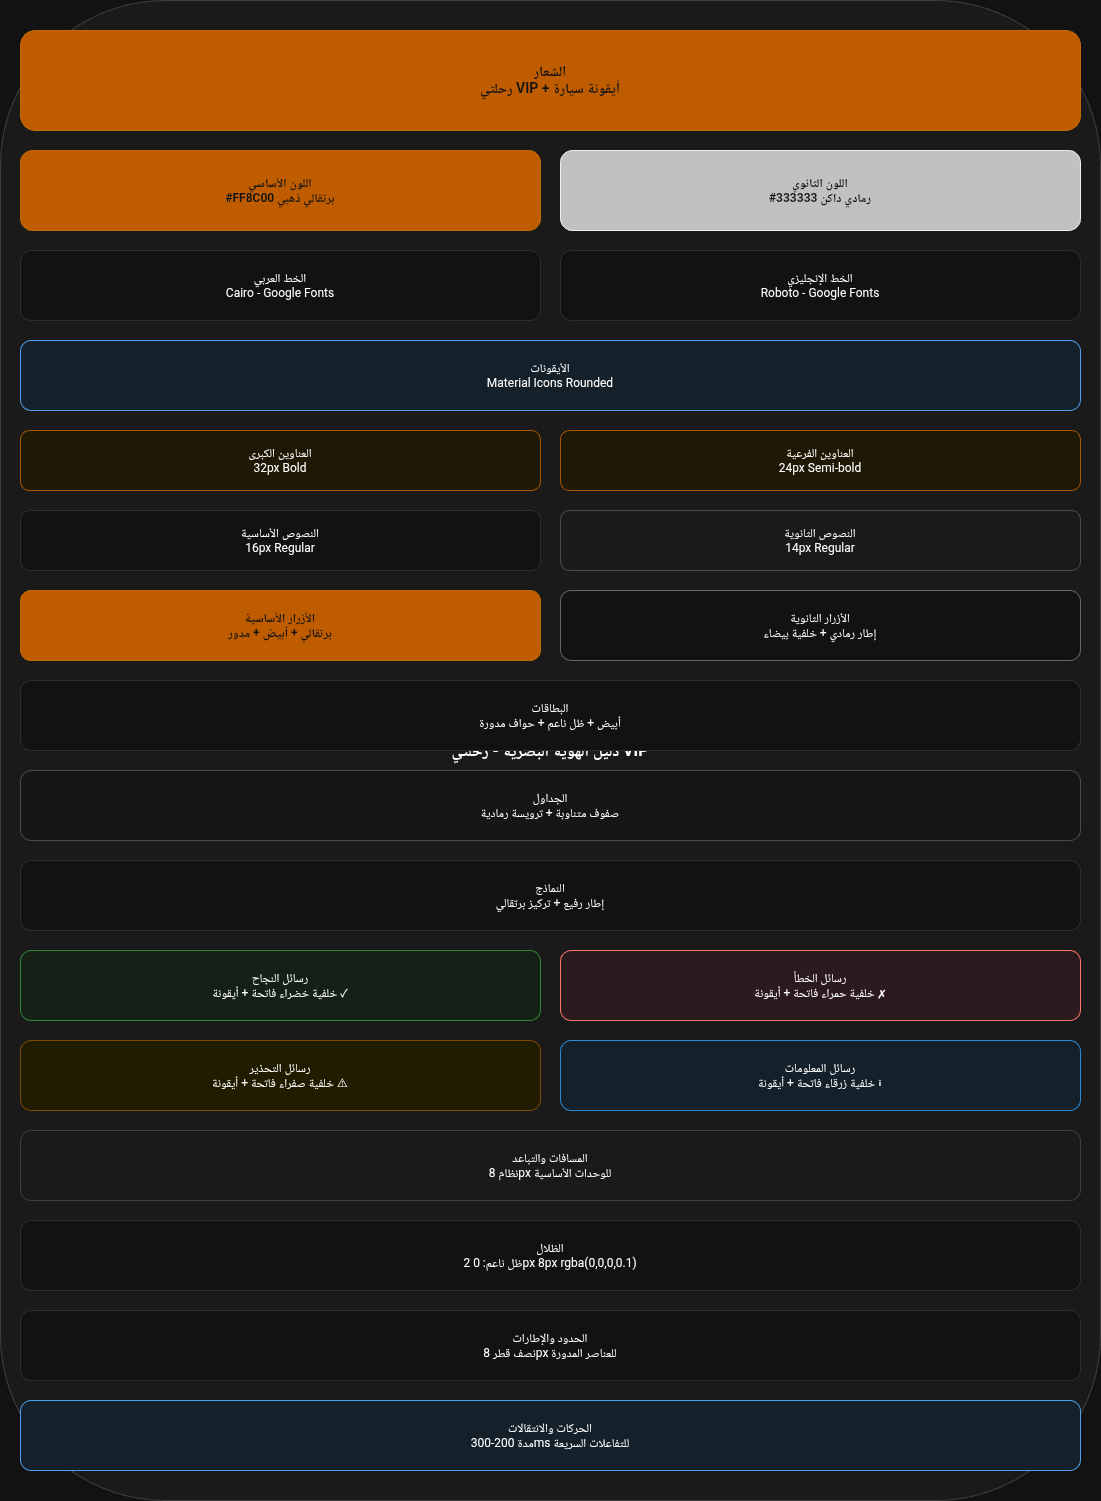 الشعار
أيقونة سيارة + VIP رحلتي
اللون الأساسي
برتقالي ذهبي #FF8C00
اللون الثانوي
رمادي داكن #333333
الخط العربي
Cairo - Google Fonts
الخط الإنجليزي
Roboto - Google Fonts
الأيقونات
Material Icons Rounded
العناوين الكبرى
32px Bold
العناوين الفرعية
24px Semi-bold
النصوص الأساسية
16px Regular
النصوص الثانوية
14px Regular
الأزرار الأساسية
برتقالي + أبيض + مدور
الأزرار الثانوية
إطار رمادي + خلفية بيضاء
البطاقات
أبيض + ظل ناعم + حواف مدورة
دليل الهوية البصرية - رحلتي VIP
الجداول
صفوف متناوبة + ترويسة رمادية
النماذج
إطار رفيع + تركيز برتقالي
رسائل النجاح
✓ خلفية خضراء فاتحة + أيقونة
رسائل الخطأ
✗ خلفية حمراء فاتحة + أيقونة
رسائل التحذير
⚠ خلفية صفراء فاتحة + أيقونة
رسائل المعلومات
ℹ خلفية زرقاء فاتحة + أيقونة
المسافات والتباعد
نظام 8px للوحدات الأساسية
الظلال
ظل ناعم: 0 2px 8px rgba(0,0,0,0.1)
الحدود والإطارات
نصف قطر 8px للعناصر المدورة
الحركات والانتقالات
مدة 200-300ms للتفاعلات السريعة